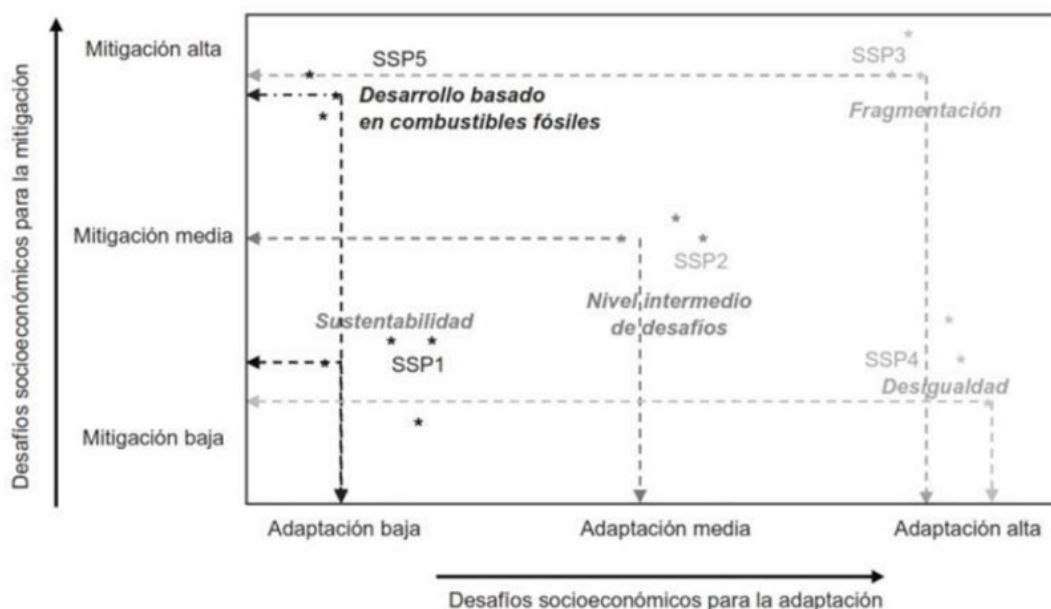 Desafíos socioeconómicos para la mitigación
Mitigación alta
Mitigación media
Mitigación baja
SSP5
Desarrollo basado
en combustibles fósiles
SSP3
Fragmentación
SSP2
Nivel intermedio
de desafíos
Sustentabilidad
SSP1
SSP4
Desigualdad
Adaptación baja
Adaptación media
Adaptación alta
Desafíos socioeconómicos para la adaptación